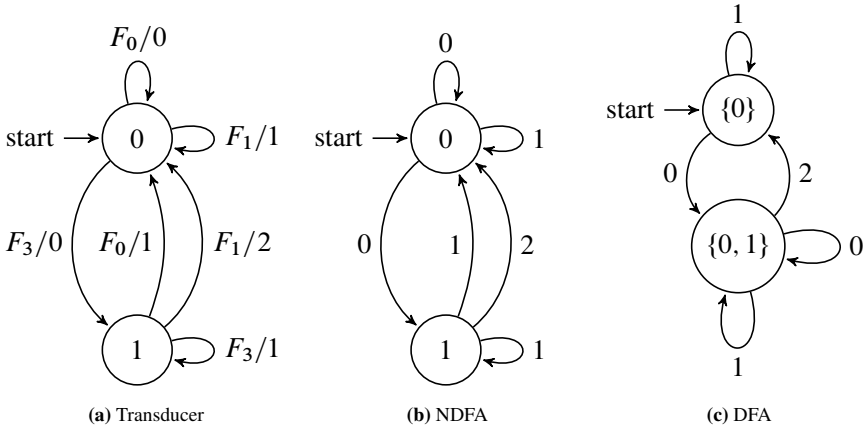 F₀/0
start
0
F₁/1
F₃/0
F₀/1
F₁/2
1
F₃/1
(a) Transducer
0
start
0
1
0
1
2
1
1
(b) NDFA
1
start
{0}
0
2
{0, 1}
0
1
(c) DFA